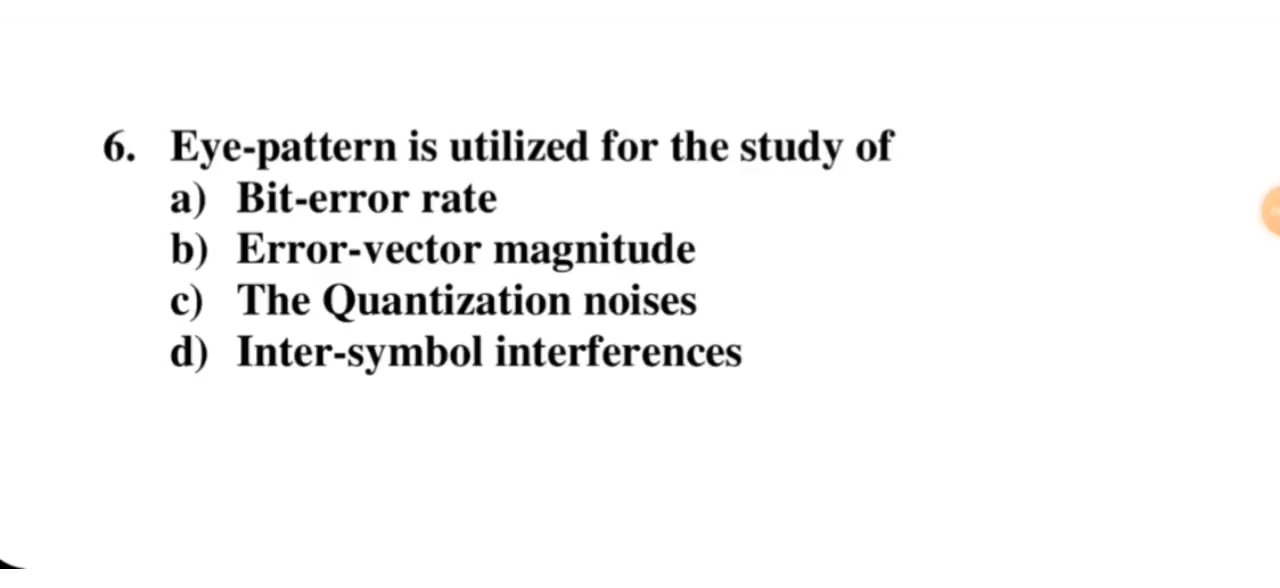 6. Eye-pattern is utilized for the study of
a) Bit-error rate
b) Error-vector magnitude
c) The Quantization noises
d) Inter-symbol interferences